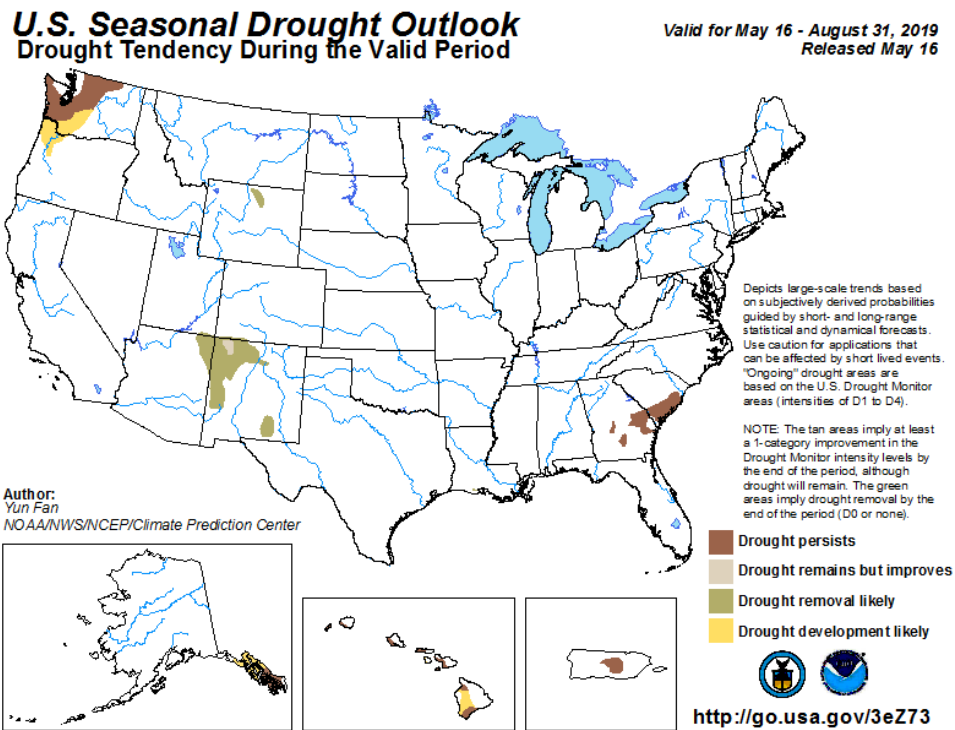 U.S. Seasonal Drought Outlook
Drought Tendency During the Valid Period
Valid for May 16 - August 31, 2019
Released May 16
Depicts large-scale trends based
on subjectively derived probabilities
guided by short- and long-range
statistical and dynamical forecasts.
Use caution for applications that
can be affected by short lived events.
"Ongoing" drought areas are
based on the U.S. Drought Monitor
areas (intensities of D1 to D4).
NOTE: The tan areas imply at least
a 1-category improvement in the
Drought Monitor intensity levels by
the end of the period, although
drought will remain. The green
areas imply drought removal by the
end of the period (D0 or none).
Author:
Yun Fan
NOAA/NWS/NCEP/Climate Prediction Center
Drought persists
Drought remains but improves
Drought removal likely
Drought development likely
http://go.usa.gov/3eZ73